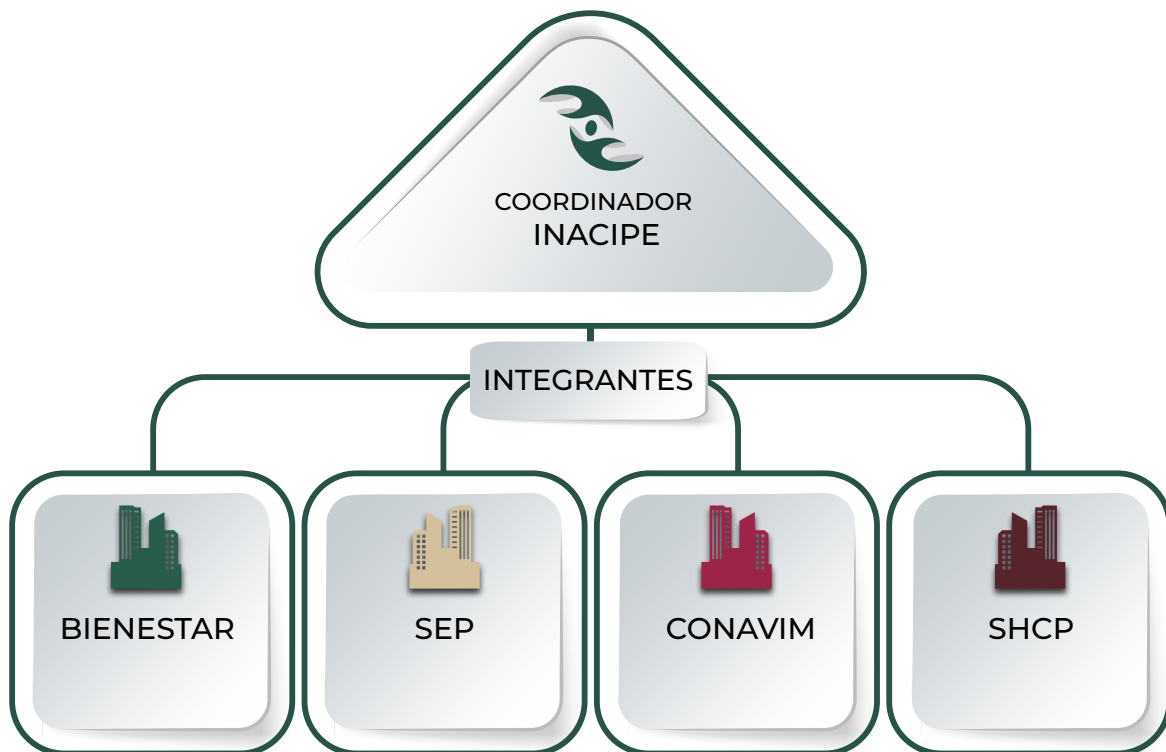 COORDINADOR
INACIPE
INTEGRANTES
BIENESTAR
SEP
CONAVIM
SHCP